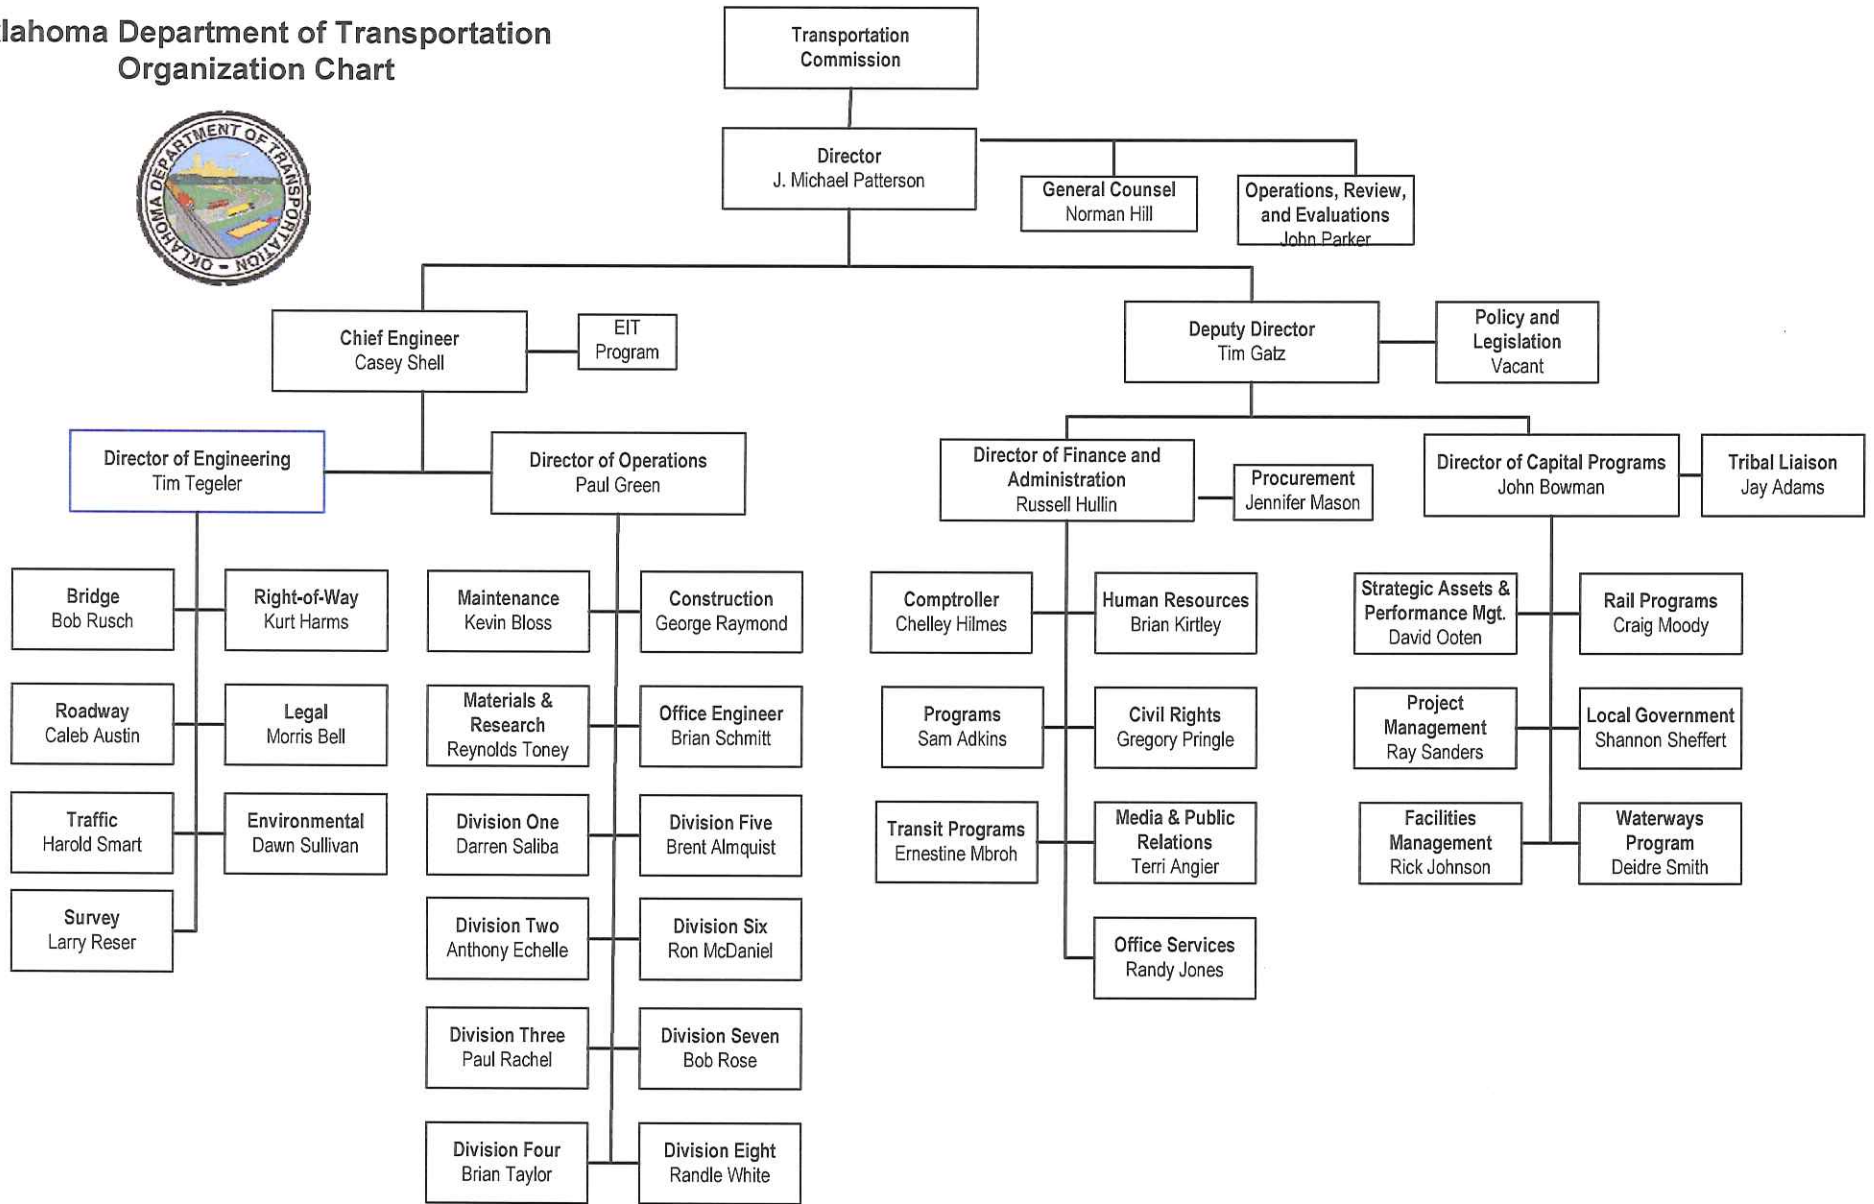 klahoma Department of Transportation
Organization Chart
OKLAHOMA DEPARTMENT OF TRANSPORTATION
Transportation
Commission
Director
J. Michael Patterson
General Counsel
Norman Hill
Operations, Review,
and Evaluations
John Parker
Chief Engineer
Casey Shell
EIT
Program
Deputy Director
Tim Gatz
Policy and
Legislation
Vacant
Director of Engineering
Tim Tegeler
Director of Operations
Paul Green
Director of Finance and
Administration
Russell Hullin
Procurement
Jennifer Mason
Director of Capital Programs
John Bowman
Tribal Liaison
Jay Adams
Bridge
Bob Rusch
Right-of-Way
Kurt Harms
Roadway
Caleb Austin
Legal
Morris Bell
Traffic
Harold Smart
Environmental
Dawn Sullivan
Survey
Larry Reser
Maintenance
Kevin Bloss
Construction
George Raymond
Materials &
Research
Reynolds Toney
Office Engineer
Brian Schmitt
Division One
Darren Saliba
Division Five
Brent Almquist
Division Two
Anthony Echelle
Division Six
Ron McDaniel
Division Three
Paul Rachel
Division Seven
Bob Rose
Division Four
Brian Taylor
Division Eight
Randle White
Comptroller
Chelley Hilmes
Human Resources
Brian Kirtley
Programs
Sam Adkins
Civil Rights
Gregory Pringle
Transit Programs
Ernestine Mbroh
Media & Public
Relations
Terri Angier
Office Services
Randy Jones
Strategic Assets &
Performance Mgt.
David Ooten
Rail Programs
Craig Moody
Project
Management
Ray Sanders
Local Government
Shannon Sheffert
Facilities
Management
Rick Johnson
Waterways
Program
Deidre Smith